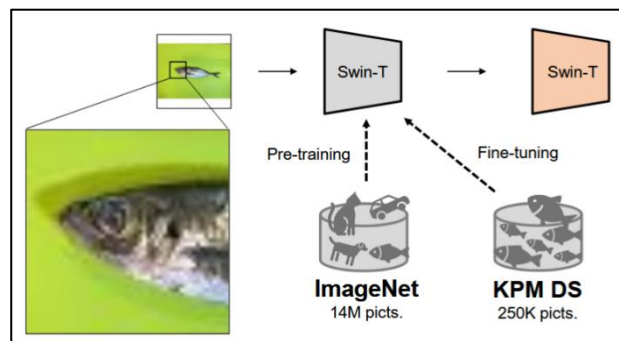 Swin-T
Swin-T
Pre-training
Fine-tuning
ImageNet
14M picts.
KPM DS
250K picts.